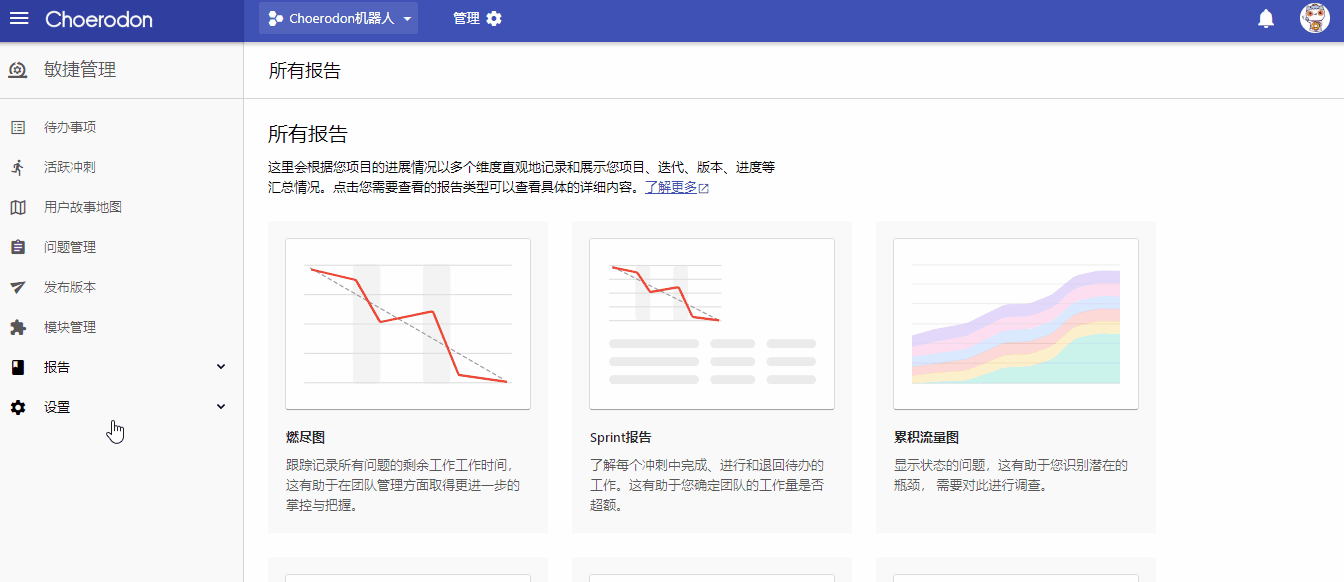 Choerodon
Choerodon机器人
管理
敏捷管理
所有报告
待办事项
活跃冲刺
用户故事地图
问题管理
发布版本
模块管理
报告
设置
所有报告
这里会根据您项目的进展情况以多个维度直观地记录和展示您项目、迭代、版本、进度等
汇总情况。点击您需要查看的报告类型可以查看具体的详细内容。了解更多
燃尽图
跟踪记录所有问题的剩余工作工作时间，
这有助于在团队管理方面取得更进一步的
掌控与把握。
Sprint报告
了解每个冲刺中完成、进行和退回待办的
工作。这有助于您确定团队的工作量是否
超额。
累积流量图
显示状态的问题，这有助于您识别潜在的
瓶颈， 需要对此进行调查。